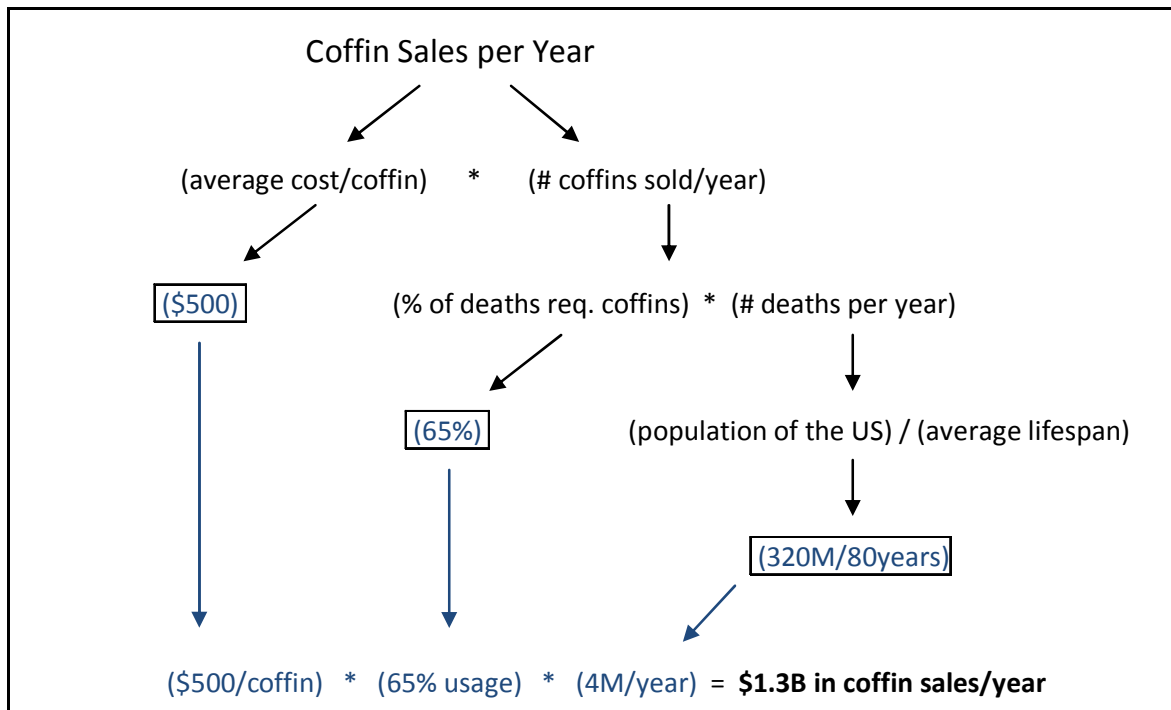 Coffin Sales per Year
(average cost/coffin) * (# coffins sold/year)
($500) (% of deaths req. coffins) * (# deaths per year)
(65%) (population of the US) / (average lifespan)
(320M/80years)
($500/coffin) * (65% usage) * (4M/year) = $1.3B in coffin sales/year